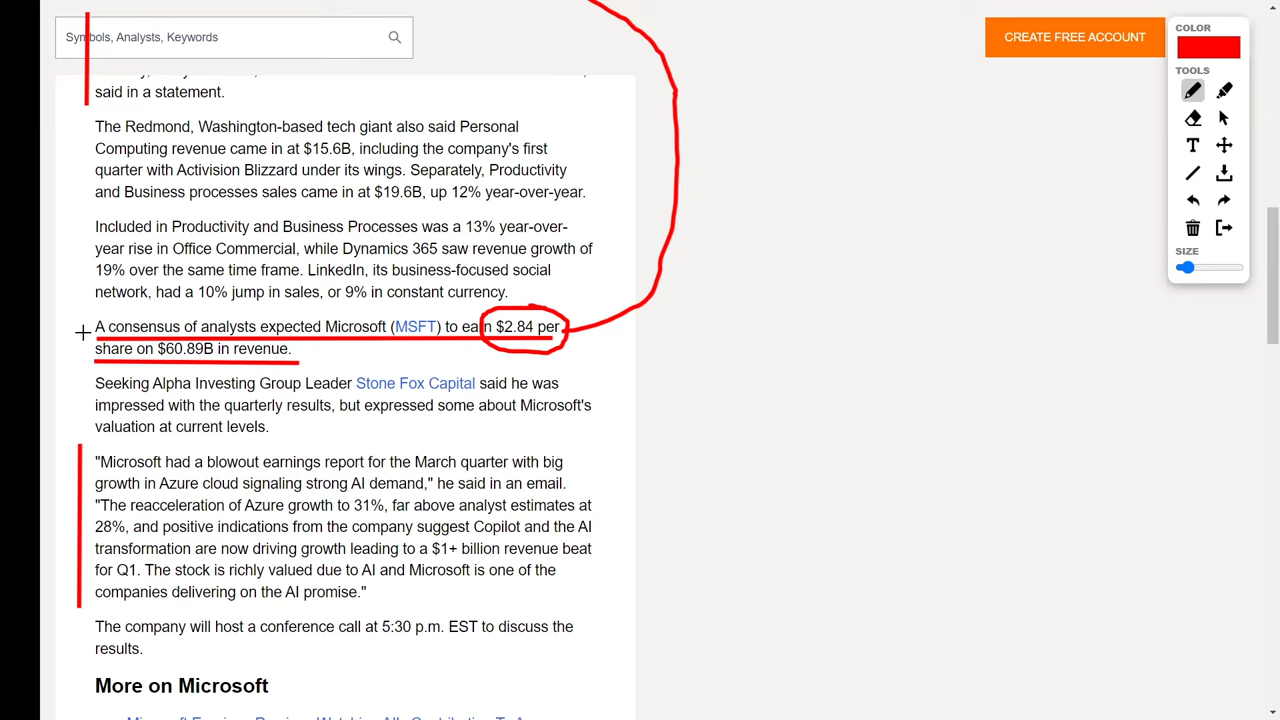 Symbols, Analysts, Keywords
CREATE FREE ACCOUNT
COLOR
TOOLS
T
SIZE
said in a statement.
The Redmond, Washington-based tech giant also said Personal
Computing revenue came in at $15.6B, including the company's first
quarter with Activision Blizzard under its wings. Separately, Productivity
and Business processes sales came in at $19.6B, up 12% year-over-year.
Included in Productivity and Business Processes was a 13% year-over-
year rise in Office Commercial, while Dynamics 365 saw revenue growth of
19% over the same time frame. LinkedIn, its business-focused social
network, had a 10% jump in sales, or 9% in constant currency.
A consensus of analysts expected Microsoft (MSFT) to earn $2.84 per
share on $60.89B in revenue.
Seeking Alpha Investing Group Leader Stone Fox Capital said he was
impressed with the quarterly results, but expressed some about Microsoft's
valuation at current levels.
"Microsoft had a blowout earnings report for the March quarter with big
growth in Azure cloud signaling strong AI demand," he said in an email.
"The reacceleration of Azure growth to 31%, far above analyst estimates at
28%, and positive indications from the company suggest Copilot and the AI
transformation are now driving growth leading to a $1+ billion revenue beat
for Q1. The stock is richly valued due to AI and Microsoft is one of the
companies delivering on the AI promise."
The company will host a conference call at 5:30 p.m. EST to discuss the
results.
More on Microsoft